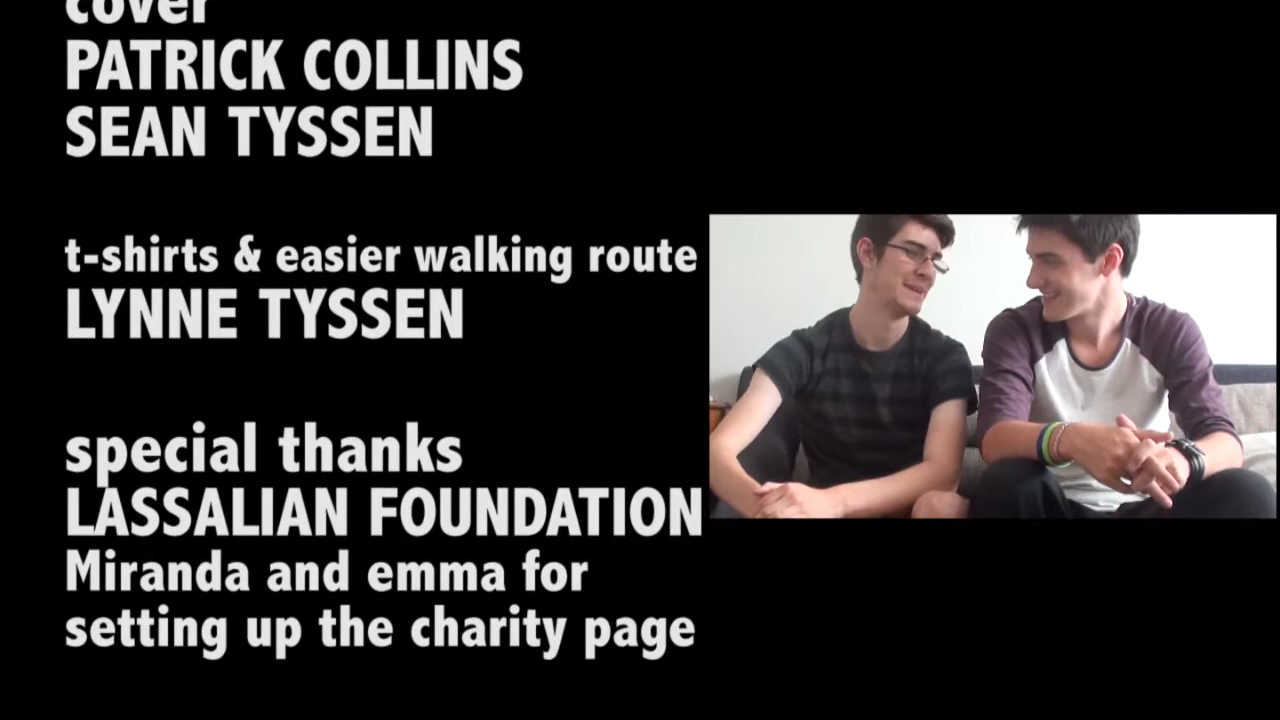 cover
PATRICK COLLINS
SEAN TYSSEN
t-shirts & easier walking route
LYNNE TYSSEN
special thanks
LASSALIAN FOUNDATION
Miranda and emma for
setting up the charity page